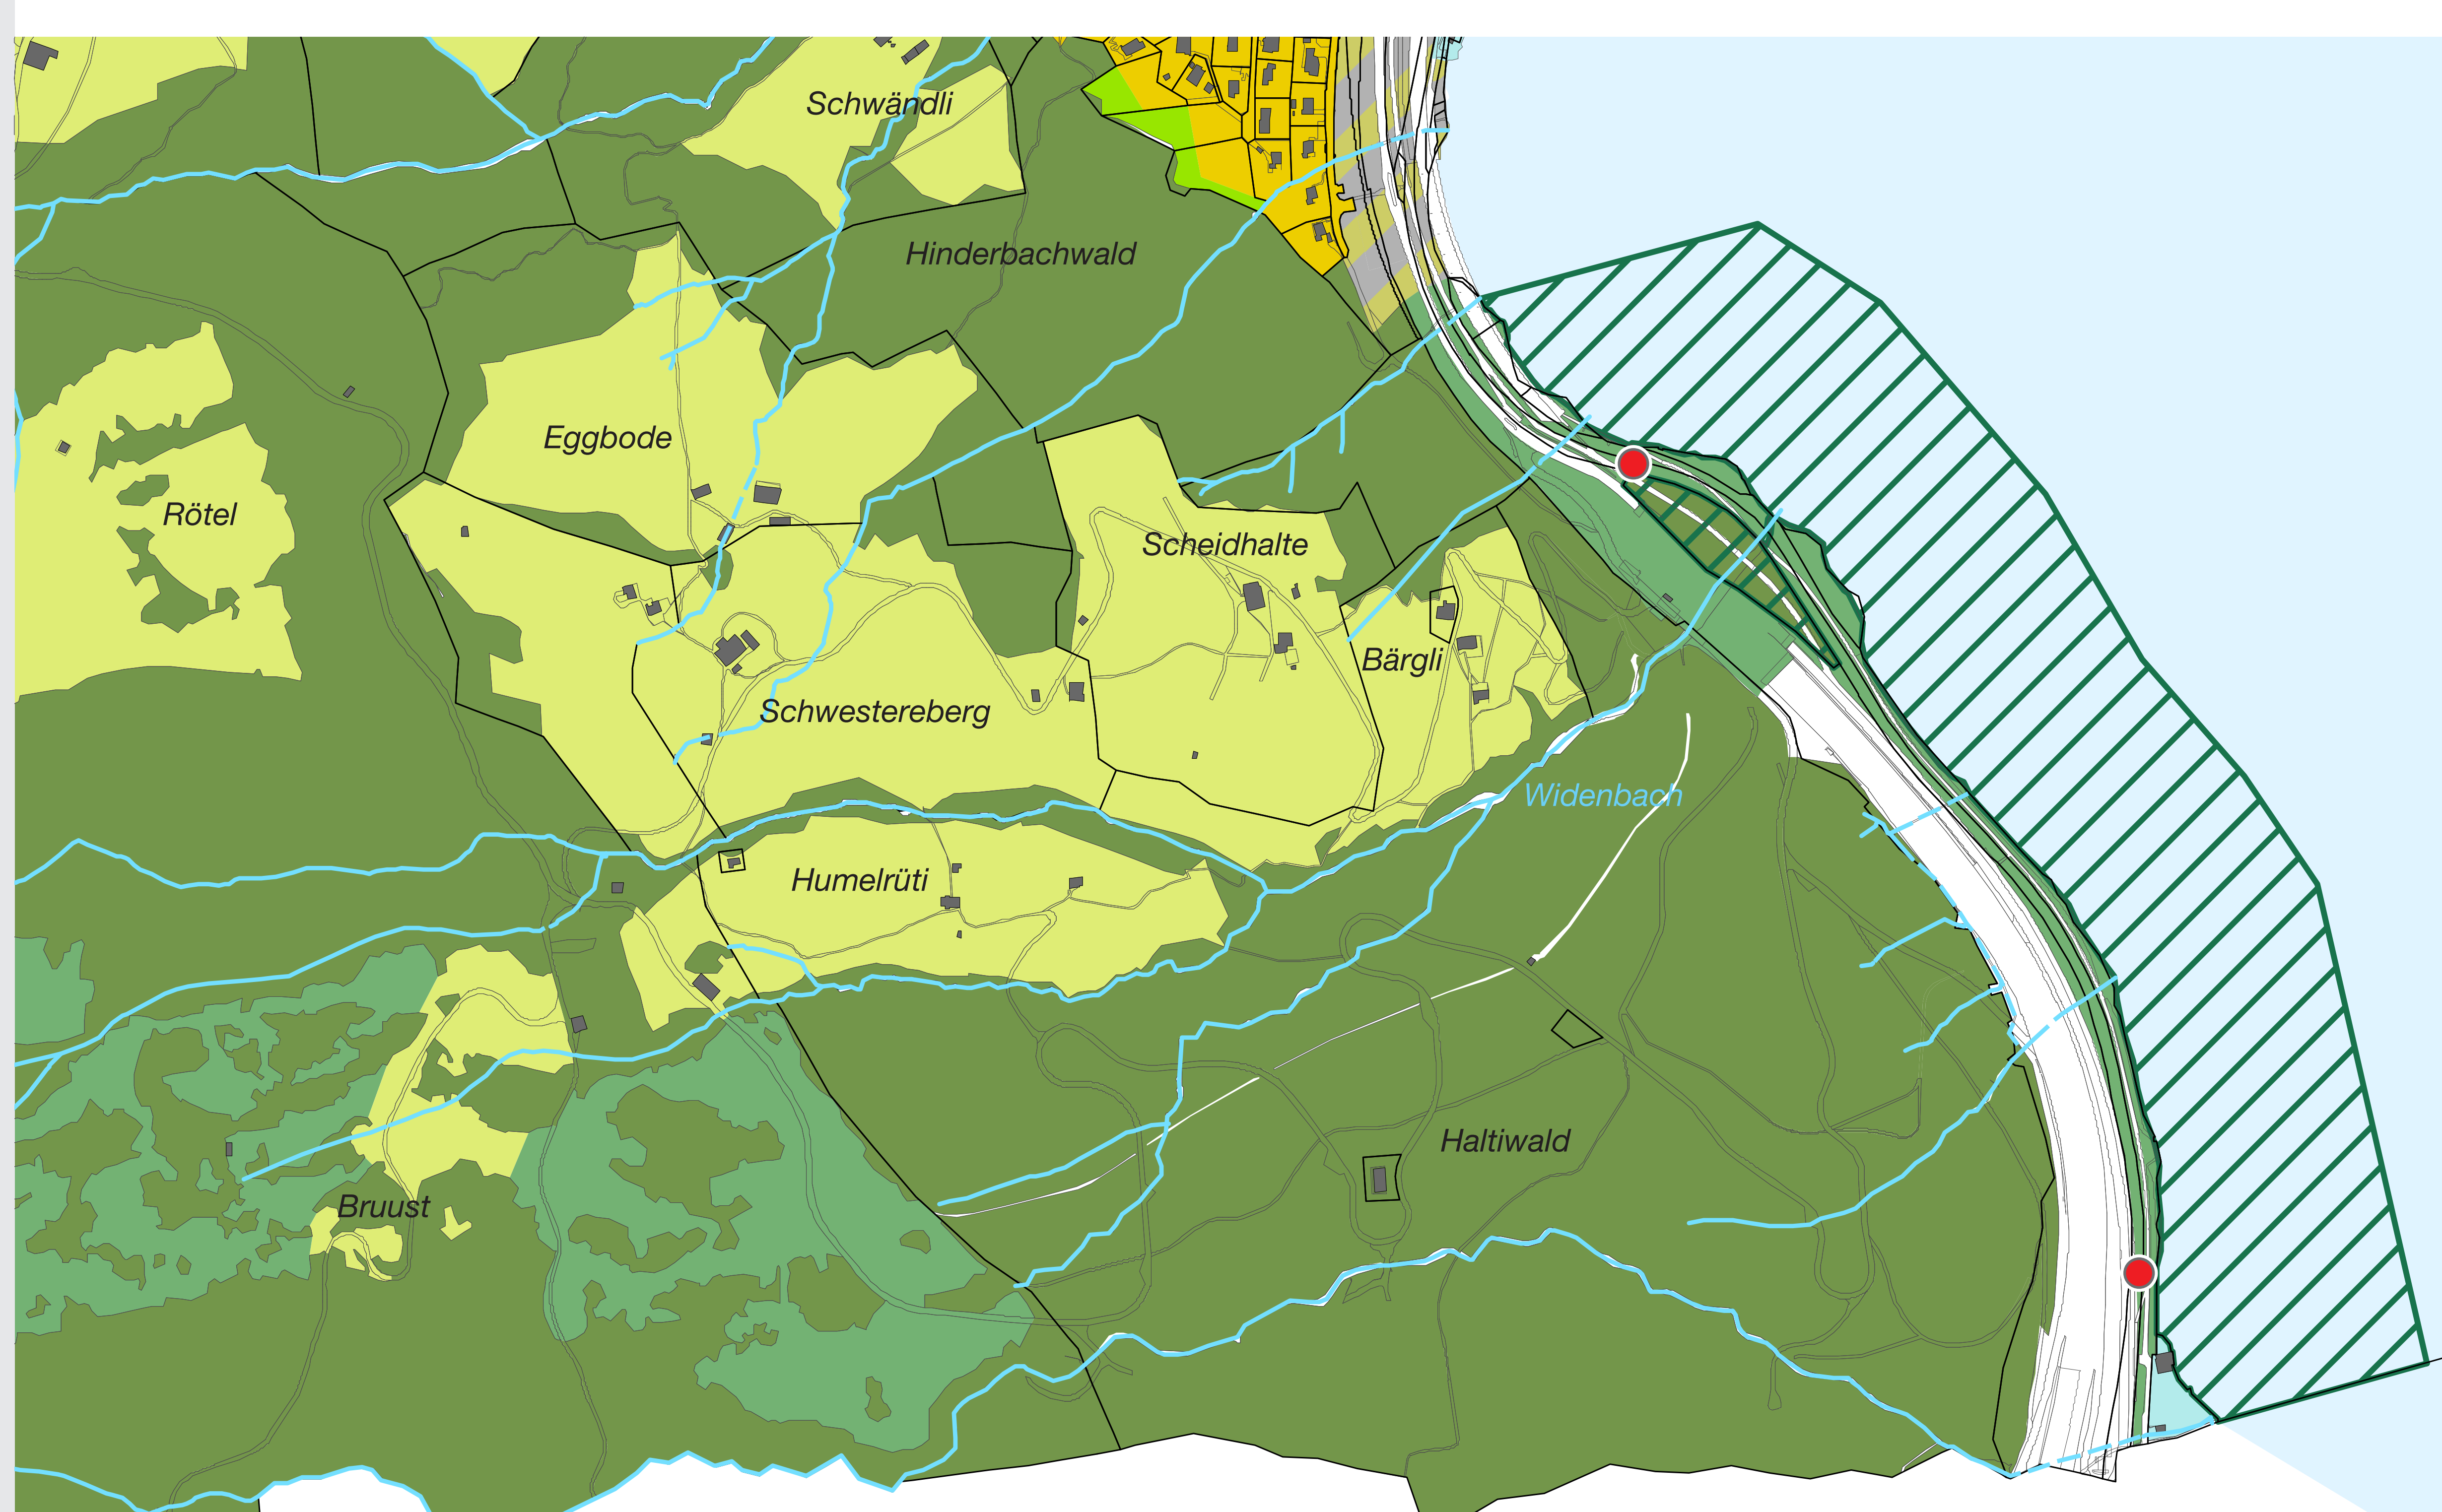 Schwändli
Hinderbachwald
Eggbode
Rötel
Scheidhalte
Bärgli
Schwestereberg
Widenbach
Humelrüti
Haltiwald
Bruust